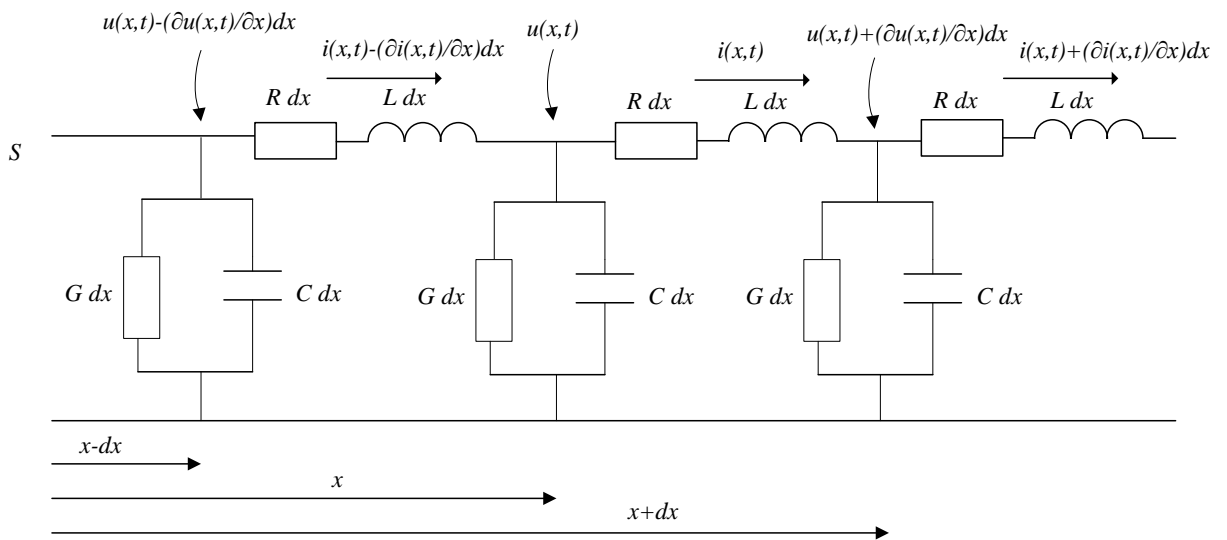 u(x,t)-(∂u(x,t)/∂x)dx
i(x,t)-(∂i(x,t)/∂x)dx
u(x,t)
i(x,t)
u(x,t)+(∂u(x,t)/∂x)dx
i(x,t)+(∂i(x,t)/∂x)dx
R dx
L dx
R dx
L dx
R dx
L dx
S
G dx
C dx
G dx
C dx
G dx
C dx
x-dx
x
x+dx